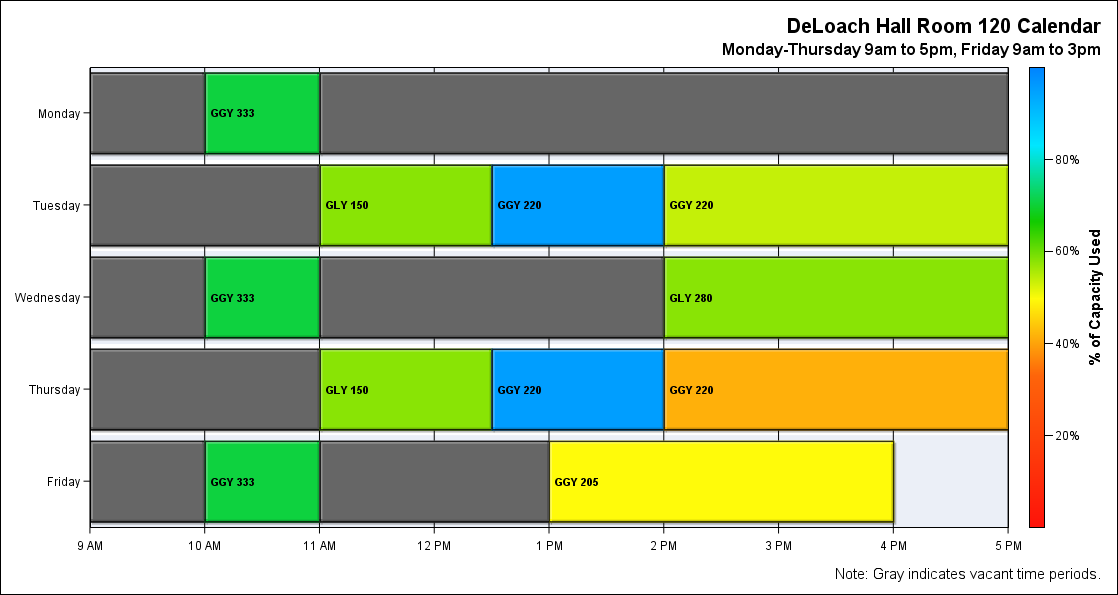 DeLoach Hall Room 120 Calendar
Monday-Thursday 9am to 5pm, Friday 9am to 3pm
Monday
GGY 333
Tuesday
GLY 150
GGY 220
GGY 220
Wednesday
GGY 333
GLY 280
Thursday
GLY 150
GGY 220
GGY 220
Friday
GGY 333
GGY 205
9 AM
10 AM
11 AM
12 PM
1 PM
2 PM
3 PM
4 PM
5 PM
80%
60%
40%
20%
% of Capacity Used
Note: Gray indicates vacant time periods.